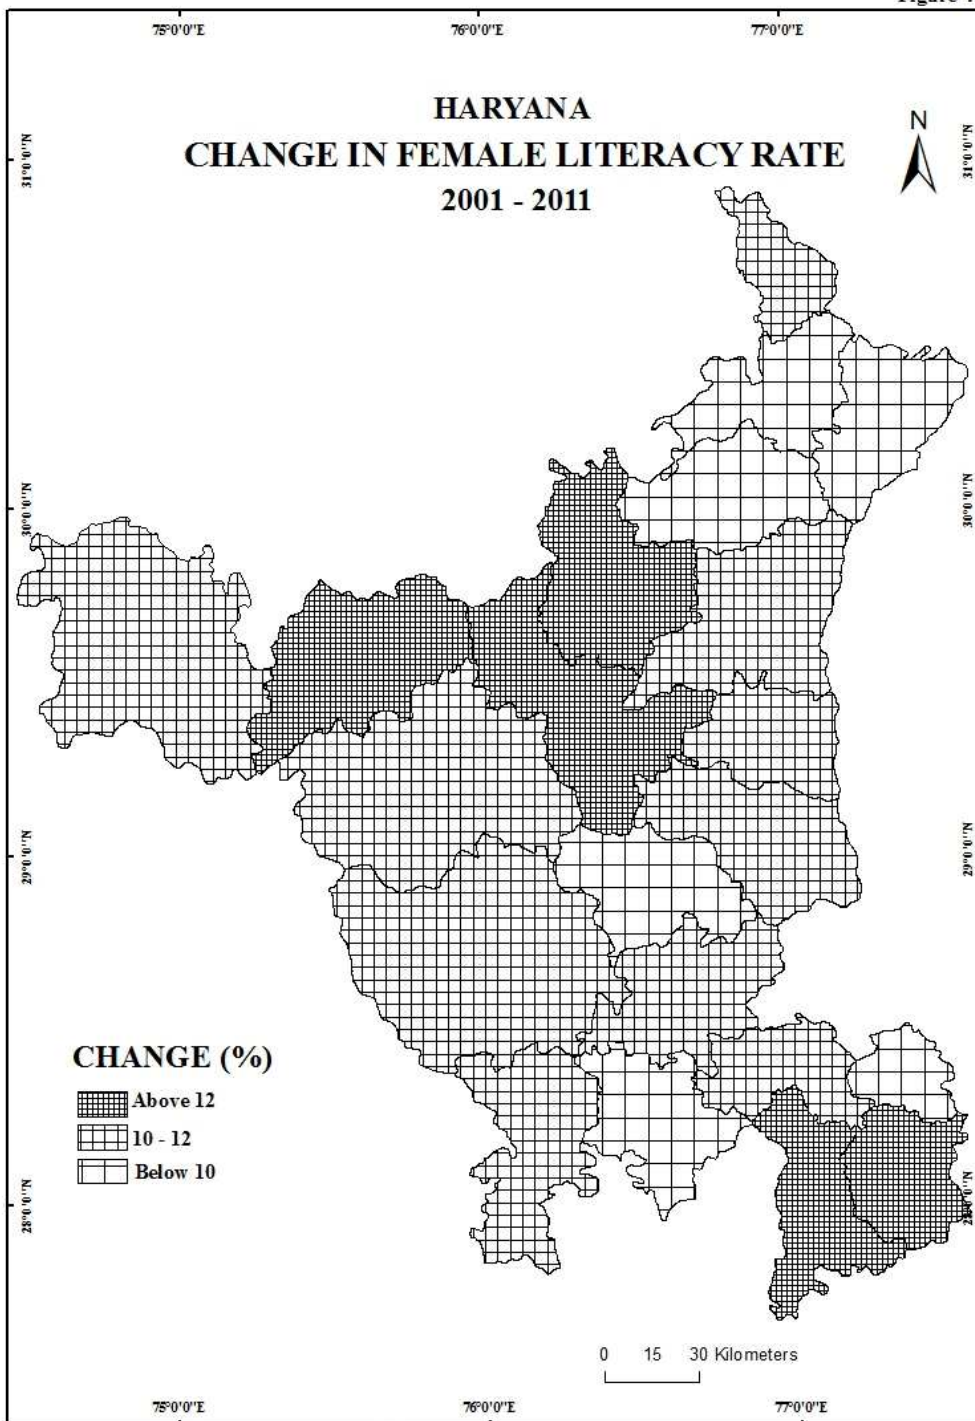 75°0'0"E 76°0'0"E 77°0'0"E
HARYANA
N
CHANGE IN FEMALE LITERACY RATE
2001 - 2011
31°0'0"N 31°0'0"N
30°0'0"N 30°0'0"N
29°0'0"N 29°0'0"N
CHANGE (%)
Above 12
10 - 12
Below 10
28°0'0"N 28°0'0"N
0 15 30 Kilometers
75°0'0"E 76°0'0"E 77°0'0"E